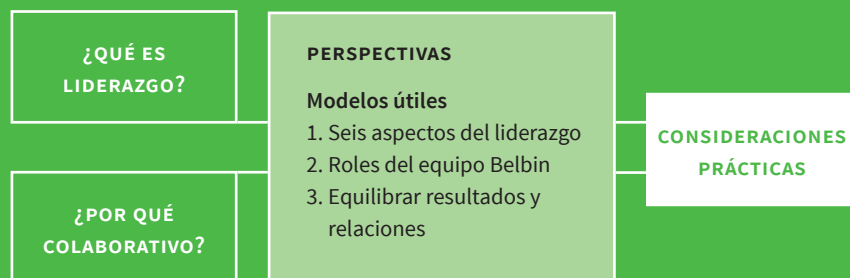 ¿QUÉ ES
LIDERAZGO?
¿POR QUÉ
COLABORATIVO?
PERSPECTIVAS
Modelos útiles
1. Seis aspectos del liderazgo
2. Roles del equipo Belbin
3. Equilibrar resultados y
relaciones
CONSIDERACIONES
PRÁCTICAS